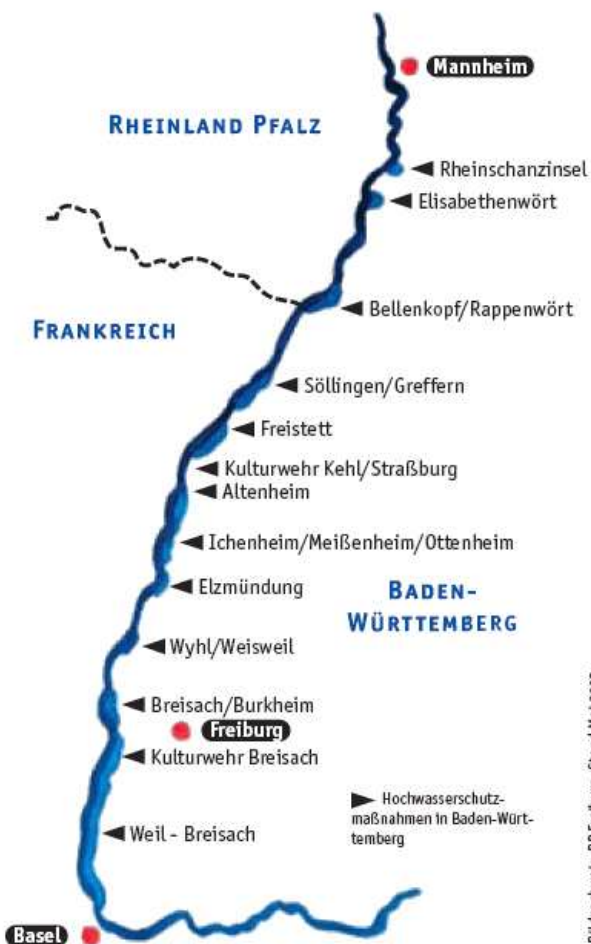 Mannheim
RHEINLAND PFALZ
Rheinschanzinsel
Elisabethenwört
Bellenkopf/Rappenwört
FRANKREICH
Söllingen/Greffern
Freistett
Kulturwehr Kehl/Straßburg
Altenheim
Ichenheim/Meißenheim/Ottenheim
Elzmündung
BADEN-
WÜRTTEMBERG
Wyhl/Weisweil
Breisach/Burkheim
Freiburg
Kulturwehr Breisach
Hochwasserschutz-
maßnahmen in Baden-Würt-
temberg
Weil - Breisach
Basel